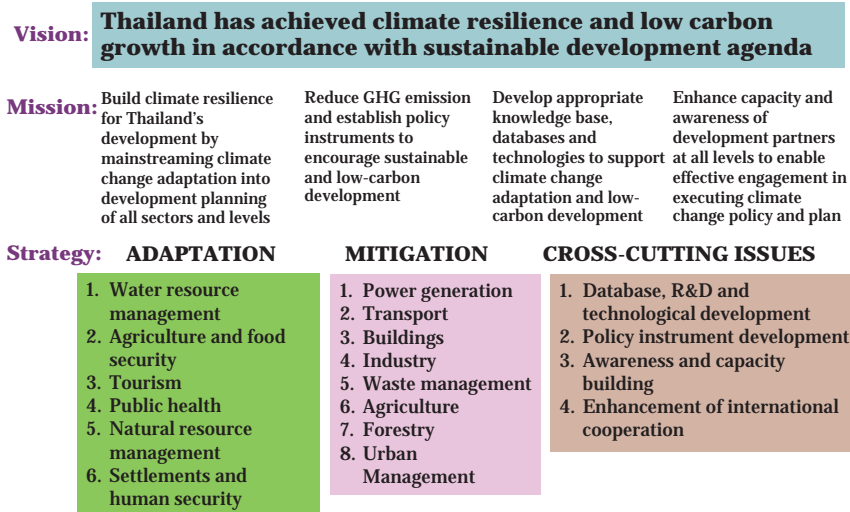 Vision:
Thailand has achieved climate resilience and low carbon
growth in accordance with sustainable development agenda
Mission:
Build climate resilience
for Thailand's
development by
mainstreaming climate
change adaptation into
development planning
of all sectors and levels
Reduce GHG emission
and establish policy
instruments to
encourage sustainable
and low-carbon
development
Develop appropriate
knowledge base,
databases and
technologies to support
climate change
adaptation and low-
carbon development
Enhance capacity and
awareness of
development partners
at all levels to enable
effective engagement in
executing climate
change policy and plan
Strategy:
ADAPTATION
1. Water resource
management
2. Agriculture and food
security
3. Tourism
4. Public health
5. Natural resource
management
6. Settlements and
human security
MITIGATION
1. Power generation
2. Transport
3. Buildings
4. Industry
5. Waste management
6. Agriculture
7. Forestry
8. Urban
Management
CROSS-CUTTING ISSUES
1. Database, R&D and
technological development
2. Policy instrument development
3. Awareness and capacity
building
4. Enhancement of international
cooperation